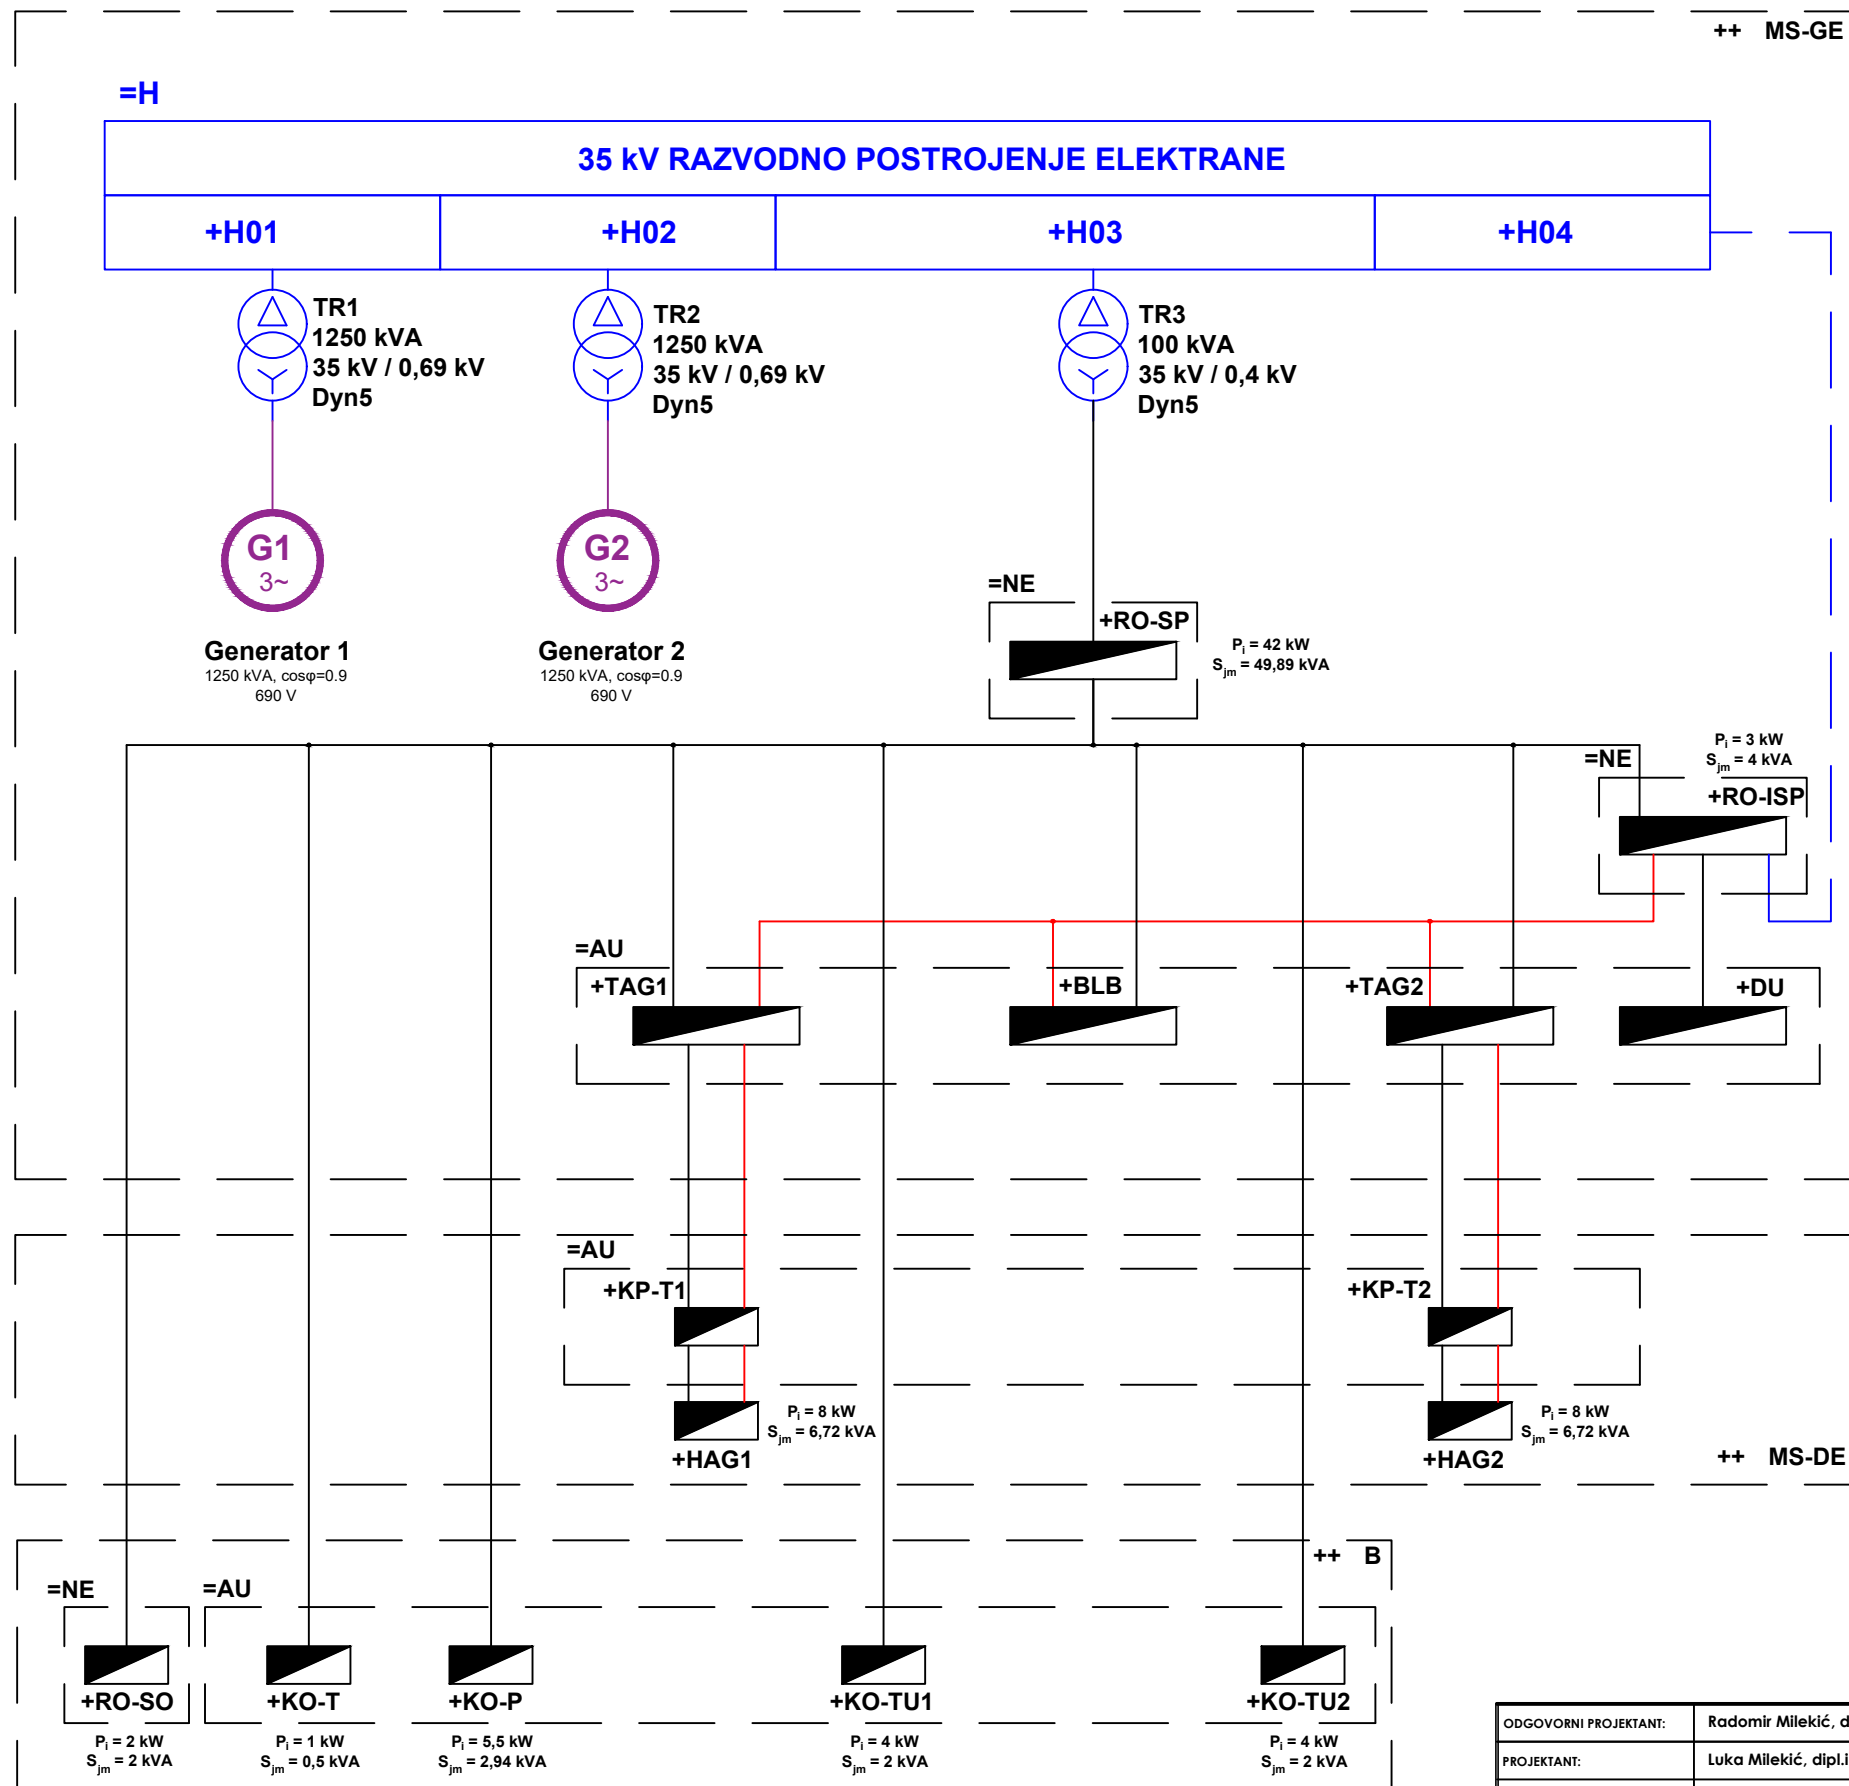 ++ MS-GE
=H
35 kV RAZVODNO POSTROJENJE ELEKTRANE
+H01 +H02 +H03 +H04
TR1
1250 kVA
35 kV / 0,69 kV
Dyn5
TR2
1250 kVA
35 kV / 0,69 kV
Dyn5
TR3
100 kVA
35 kV / 0,4 kV
Dyn5
G1
3~
Generator 1
1250 kVA, cosφ=0.9
690 V
G2
3~
Generator 2
1250 kVA, cosφ=0.9
690 V
=NE
+RO-SP
Pi = 42 kW
Sjm = 49,89 kVA
Pi = 3 kW
Sjm = 4 kVA
=NE
+RO-ISP
=AU
+TAG1
+BLB
+TAG2
+DU
=AU
+KP-T1
+KP-T2
Pi = 8 kW
Sjm = 6,72 kVA
+HAG1
Pi = 8 kW
Sjm = 6,72 kVA
+HAG2
++ MS-DE
++ B
=NE
=AU
+RO-SO
+KO-T
+KO-P
+KO-TU1
+KO-TU2
Pi = 2 kW
Sjm = 2 kVA
Pi = 1 kW
Sjm = 0,5 kVA
Pi = 5,5 kW
Sjm = 2,94 kVA
Pi = 4 kW
Sjm = 2 kVA
Pi = 4 kW
Sjm = 2 kVA
ODGOVORNI PROJEKTANT: Radomir Milekić, d
PROJEKTANT: Luka Milekić, dipl.i